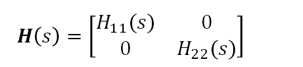 H(s) = [H₁₁(s) 0
0 H₂₂(s)]